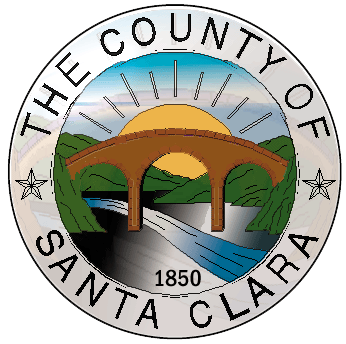 THE COUNTY OF
1850
SANTA CLARA